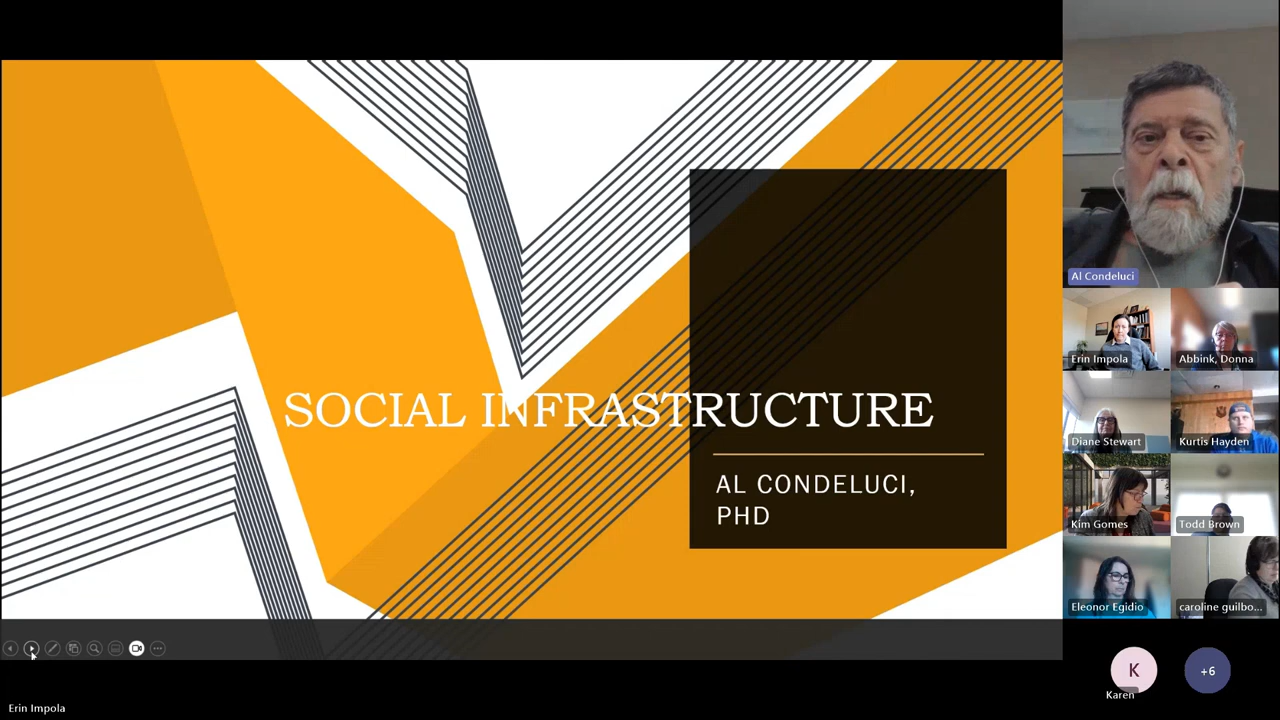 SOCIAL INFRASTRUCTURE
AL CONDELUCI,
PHD
Al Condeluci
Erin Impola
Abbink, Donna
Diane Stewart
Kurtis Hayden
Kim Gomes
Todd Brown
Eleonor Egidio
caroline guilbo...
K
Karen
+6
Erin Impola